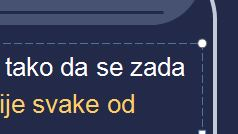 tako da se zada
ije svake od